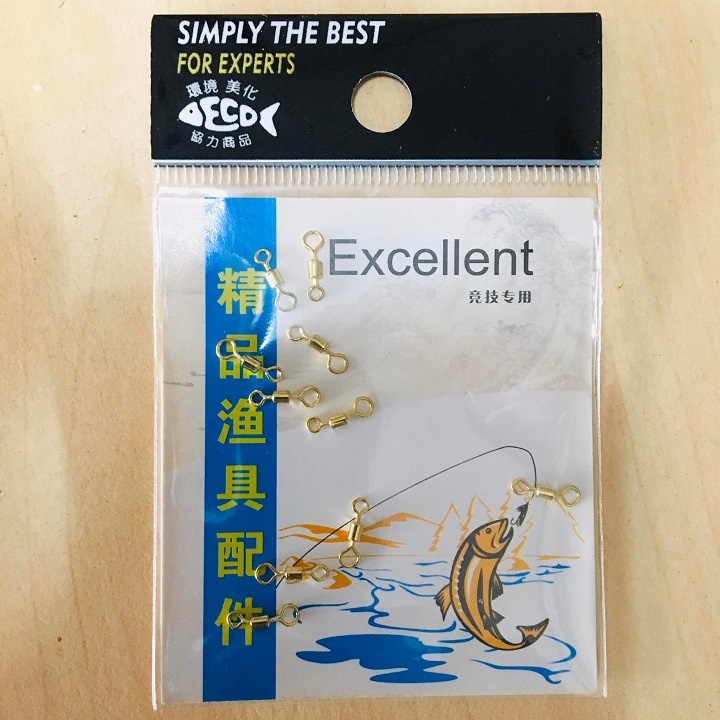 SIMPLY THE BEST
FOR EXPERTS
環境 美化
DECO
協力商品
Excellent
竞技专用
精品渔具配件